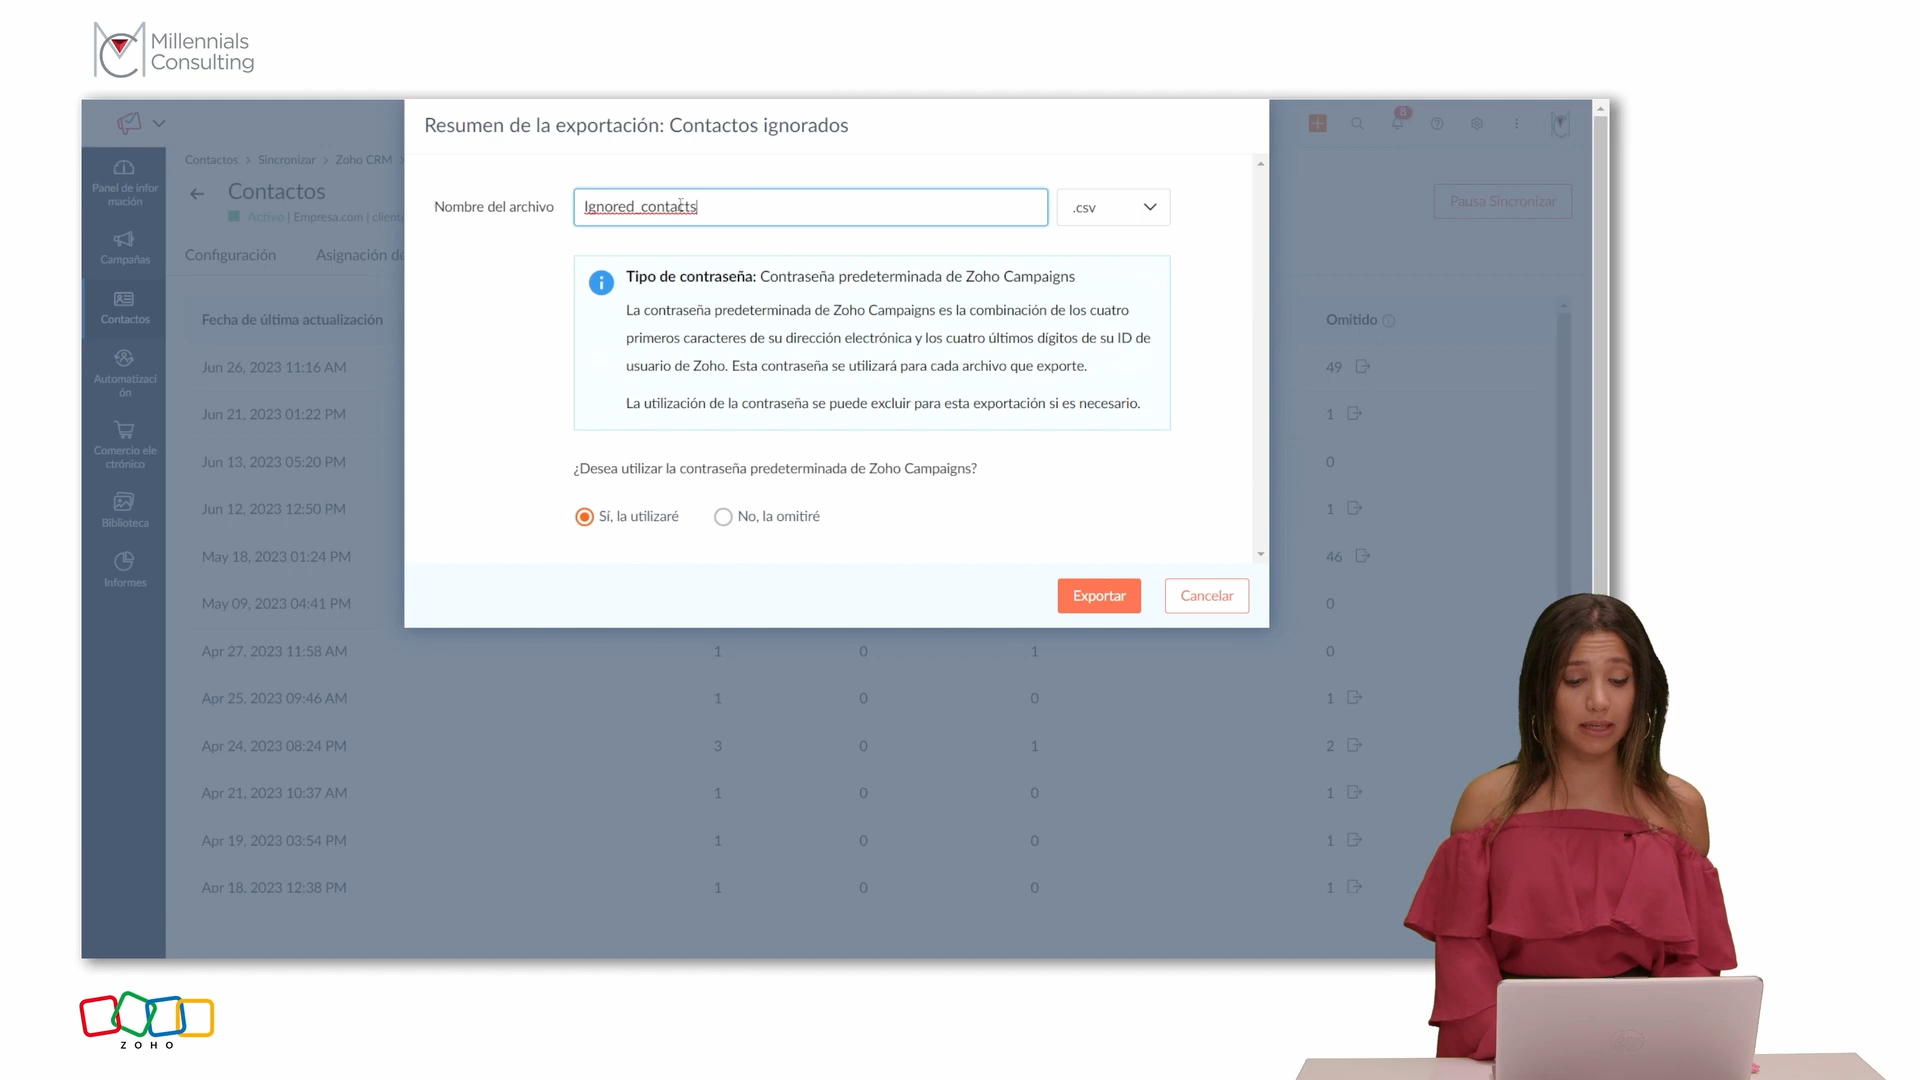 Millennials
Consulting
Resumen de la exportación: Contactos ignorados
8
Contactos > Sincronizar > Zoho CRM >
Contactos
Activo | Empresa.com |
Pausa Sincronizar
Configuración
Panel de infor
mación
Campañas
Contactos
Automatizaci
ón
Comercio ele
ctrónico
Biblioteca
Informes
Nombre del archivo
Ignored_contacts
.csv
Tipo de contraseña: Contraseña predeterminada de Zoho Campaigns
La contraseña predeterminada de Zoho Campaigns es la combinación de los cuatro
primeros caracteres de su dirección electrónica y los cuatro últimos dígitos de su ID de
usuario de Zoho. Esta contraseña se utilizará para cada archivo que exporte.
La utilización de la contraseña se puede excluir para esta exportación si es necesario.
¿Desea utilizar la contraseña predeterminada de Zoho Campaigns?
Sí, la utilizaré
No, la omitiré
Exportar
Cancelar
Fecha de última actualización
Omitido
Jun 26, 2023 11:16 AM 49
Jun 21, 2023 01:22 PM 1
Jun 13, 2023 05:20 PM 0
Jun 12, 2023 12:50 PM 1
May 18, 2023 01:24 PM 46
May 09, 2023 04:41 PM 0
Apr 27, 2023 11:58 AM 1 0 1 0
Apr 25, 2023 09:46 AM 1 0 0 1
Apr 24, 2023 08:24 PM 3 0 1 2
Apr 21, 2023 10:37 AM 1 0 0 1
Apr 19, 2023 03:54 PM 1 0 0 1
Apr 18, 2023 12:38 PM 1 0 0 1
ZOHO